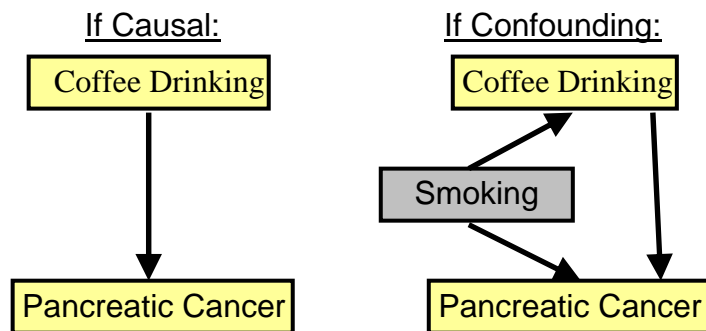 If Causal:
Coffee Drinking
Pancreatic Cancer
If Confounding:
Coffee Drinking
Smoking
Pancreatic Cancer